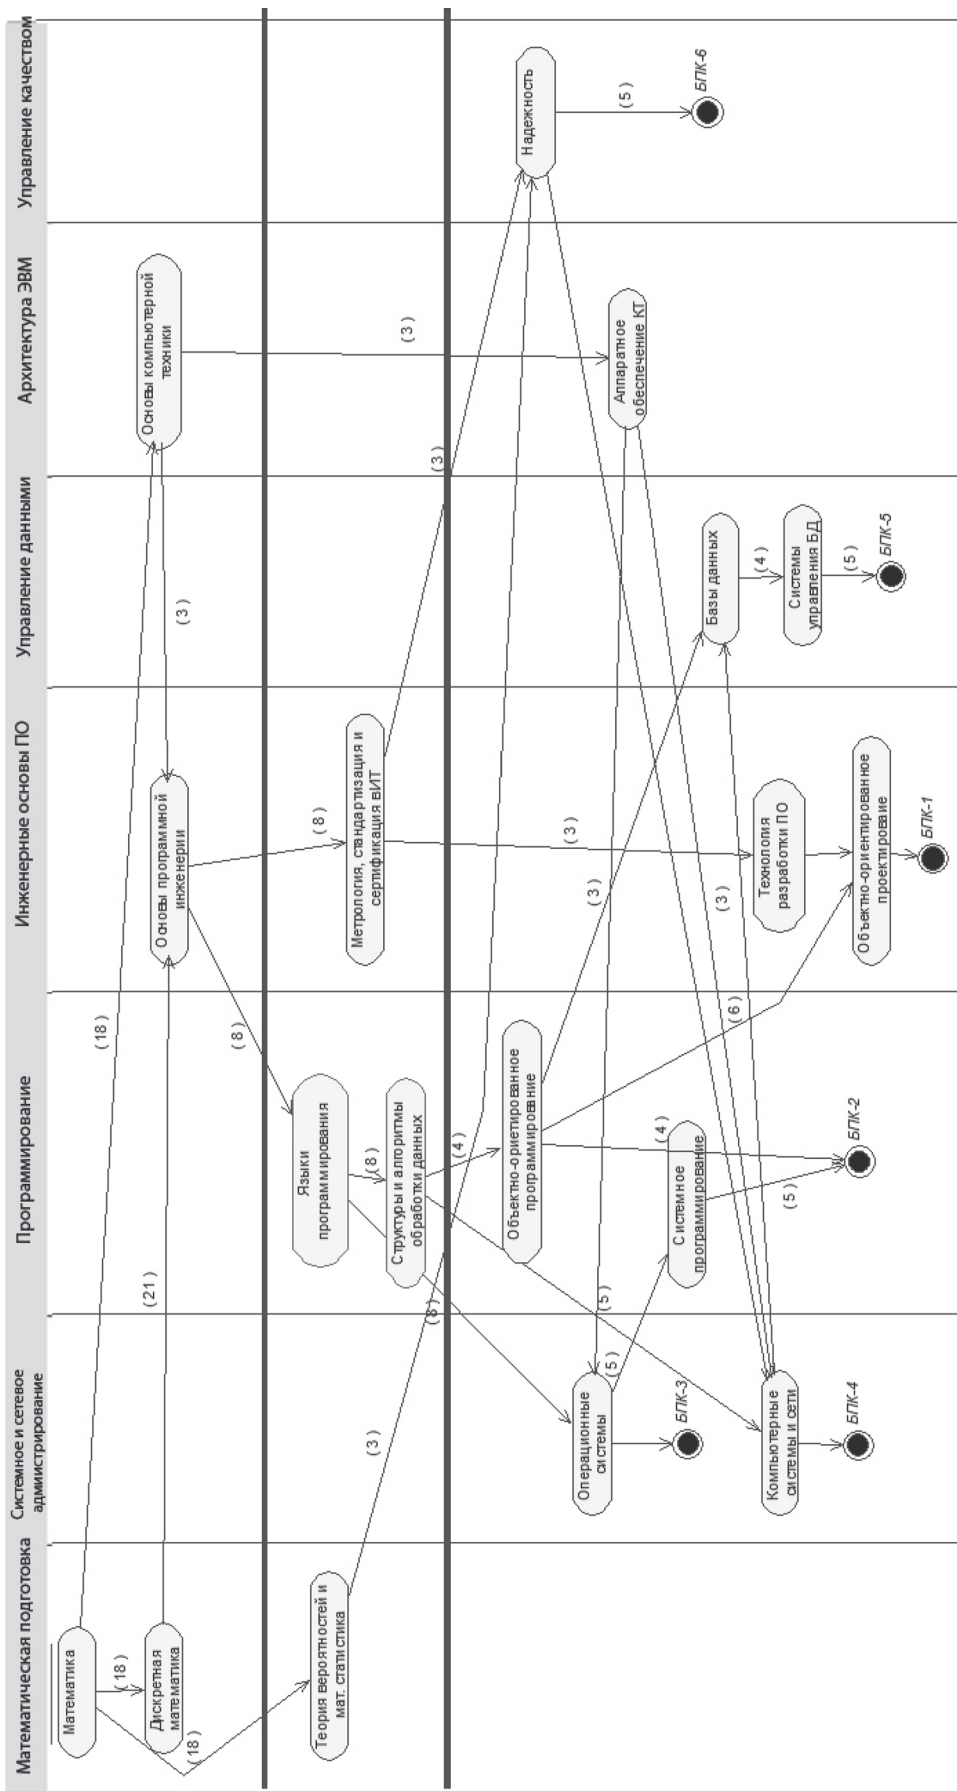 Математическая подготовка
Системное и сетевое
администрирование
Программирование
Инженерные основы ПО
Управление данными
Архитектура ЭВМ
Управление качеством
Математика
(18)
(18)
(18)
Дискретная
математика
(21)
Основы программной
инженерии
(3)
Основы компьютерной
техники
(8)
(8)
(3)
Теория вероятностей и
мат. статистика
(3)
Языки
программирования
(8)
Структуры и алгоритмы
обработки данных
(8)
(4)
Метрология, стандартизация и
сертификация вИТ
(3)
(3)
Объектно-ориетированное
программирование
(3)
(4)
(6)
Надежность
(5)
БПК-6
Операционные
системы
(5)
(5)
БПК-3
Аппаратное
обеспечение КТ
Системное
программирование
(5)
БПК-2
Базы данных
(4)
(3)
Системы
управления БД
(5)
БПК-5
Технология
разработки ПО
Объектно-ориентированное
проектироваие
БПК-1
Компьютерные
системы и сети
БПК-4